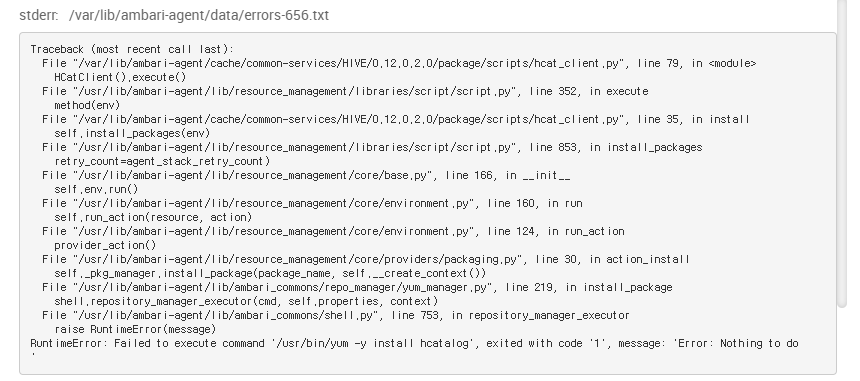 stderr: /var/lib/ambari-agent/data/errors-656.txt
Traceback (most recent call last):
  File "/var/lib/ambari-agent/cache/common-services/HIVE/0.12.0.2.0/package/scripts/hcat_client.py", line 79, in <module>
    HCatClient().execute()
  File "/usr/lib/ambari-agent/lib/resource_management/libraries/script/script.py", line 352, in execute
    method(env)
  File "/var/lib/ambari-agent/cache/common-services/HIVE/0.12.0.2.0/package/scripts/hcat_client.py", line 35, in install
    self.install_packages(env)
  File "/usr/lib/ambari-agent/lib/resource_management/libraries/script/script.py", line 853, in install_packages
    retry_count=agent_stack_retry_count)
  File "/usr/lib/ambari-agent/lib/resource_management/core/base.py", line 166, in __init__
    self.env.run()
  File "/usr/lib/ambari-agent/lib/resource_management/core/environment.py", line 160, in run
    self.run_action(resource, action)
  File "/usr/lib/ambari-agent/lib/resource_management/core/environment.py", line 124, in run_action
    provider_action()
  File "/usr/lib/ambari-agent/lib/resource_management/core/providers/packaging.py", line 30, in action_install
    self._pkg_manager.install_package(package_name, self.__create_context())
  File "/usr/lib/ambari-agent/lib/ambari_commons/repo_manager/yum_manager.py", line 219, in install_package
    shell.repository_manager_executor(cmd, self.properties, context)
  File "/usr/lib/ambari-agent/lib/ambari_commons/shell.py", line 753, in repository_manager_executor
    raise RuntimeError(message)
RuntimeError: Failed to execute command '/usr/bin/yum -y install hcatalog', exited with code '1', message: 'Error: Nothing to do
'